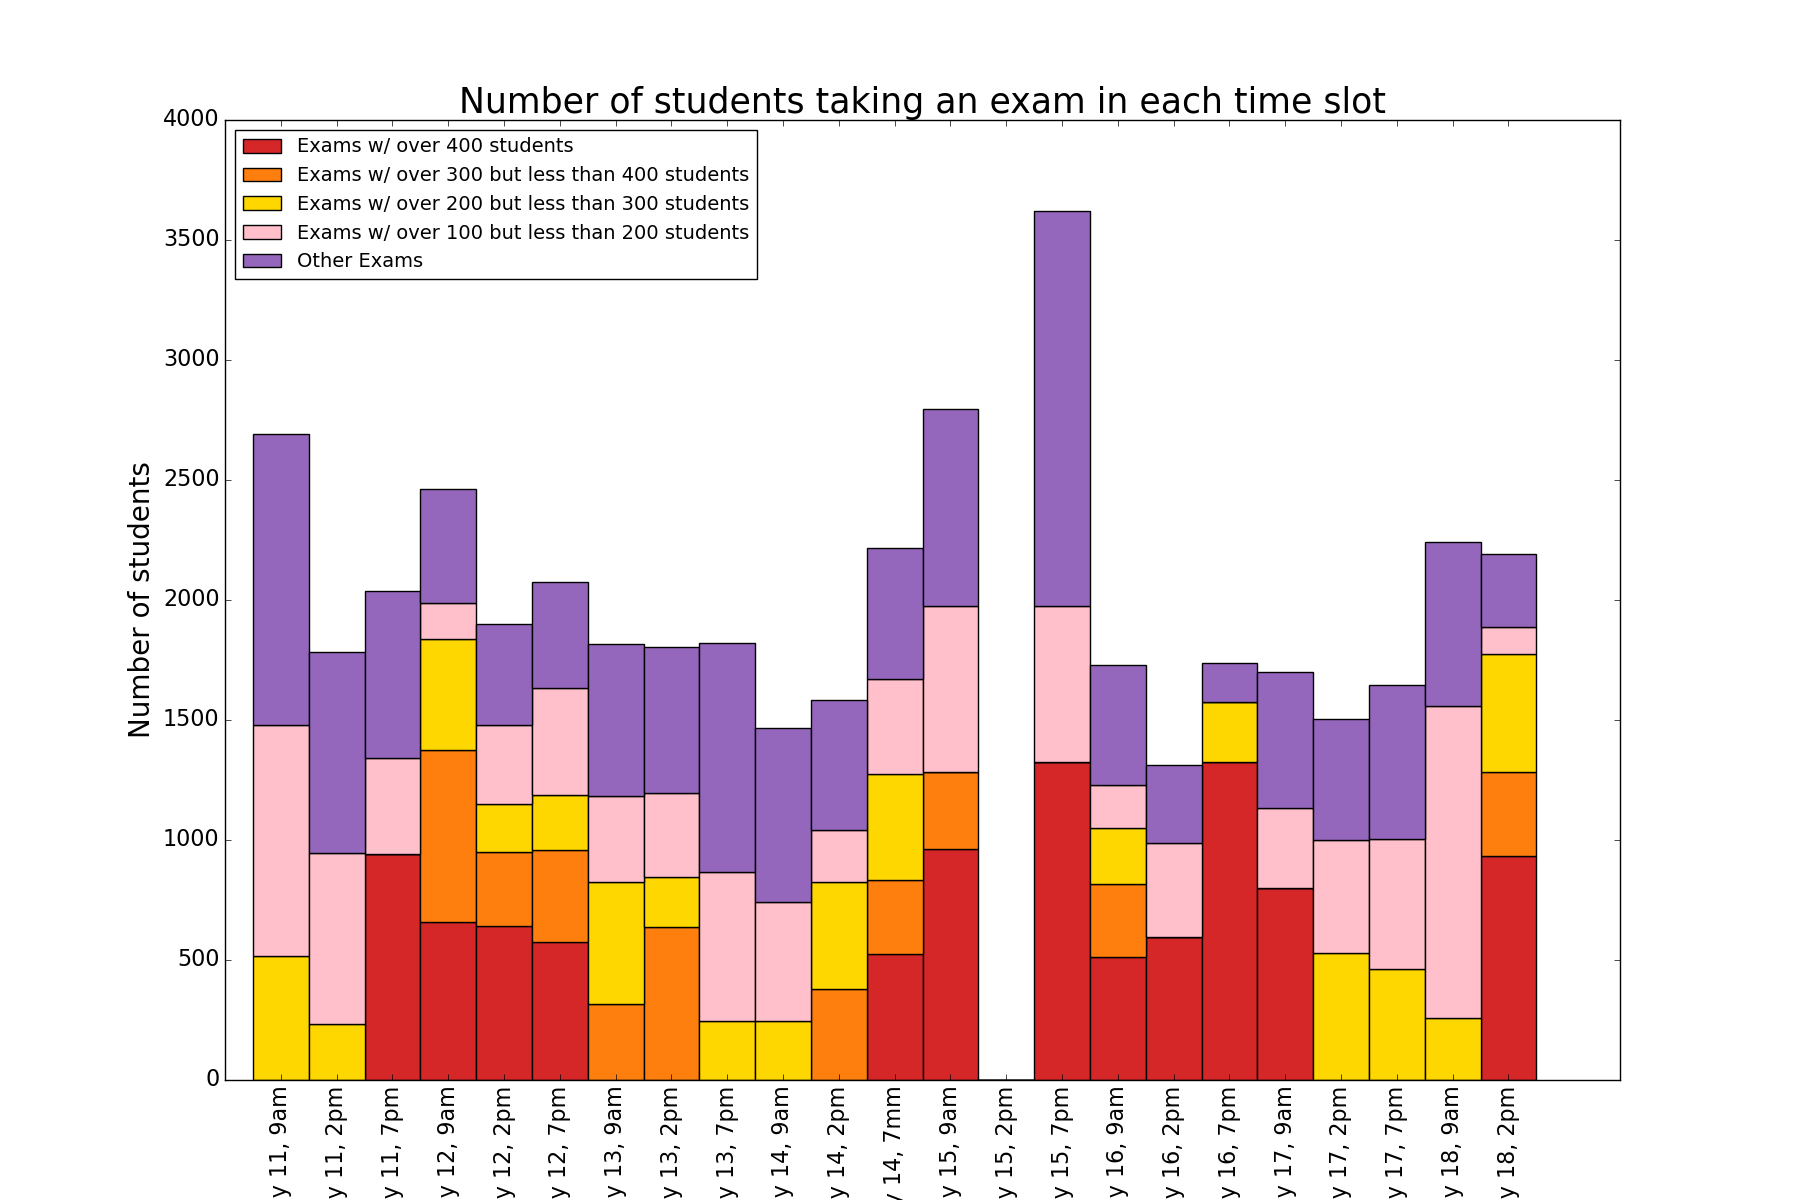 Number of students taking an exam in each time slot
Exams w/ over 400 students
Exams w/ over 300 but less than 400 students
Exams w/ over 200 but less than 300 students
Exams w/ over 100 but less than 200 students
Other Exams
Number of students
4000
3500
3000
2500
2000
1500
1000
500
0
y 11, 9am
y 11, 2pm
y 11, 7pm
y 12, 9am
y 12, 2pm
y 12, 7pm
y 13, 9am
y 13, 2pm
y 13, 7pm
y 14, 9am
y 14, 2pm
y 14, 7mm
y 15, 9am
y 15, 2pm
y 15, 7pm
y 16, 9am
y 16, 2pm
y 16, 7pm
y 17, 9am
y 17, 2pm
y 17, 7pm
y 18, 9am
y 18, 2pm